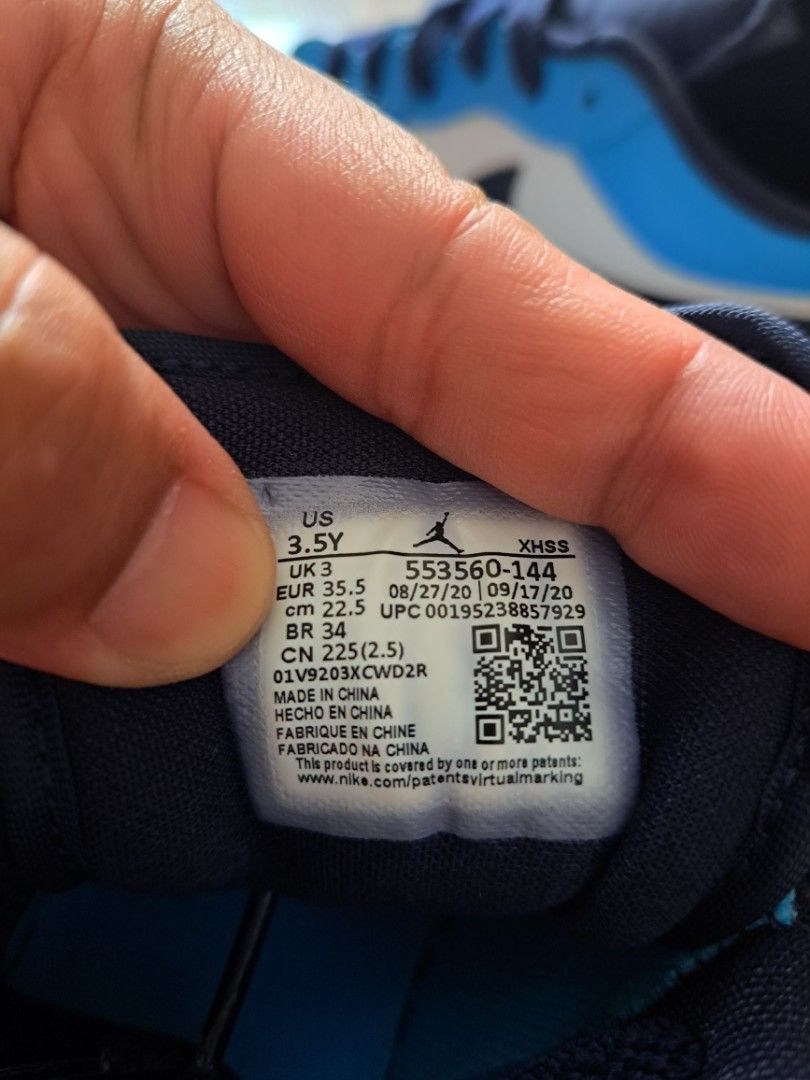 US
3.5Y XHSS
UK 3 553560-144
EUR 35.5 08/27/20 | 09/17/20
cm 22.5 UPC 00195238857929
BR 34
CN 225(2.5)
01V9203XCWD2R
MADE IN CHINA
HECHO EN CHINA
FABRIQUE EN CHINE
FABRICADO NA CHINA
This product is covered by one or more patents:
www.nike.com/patentsvirtualmarking